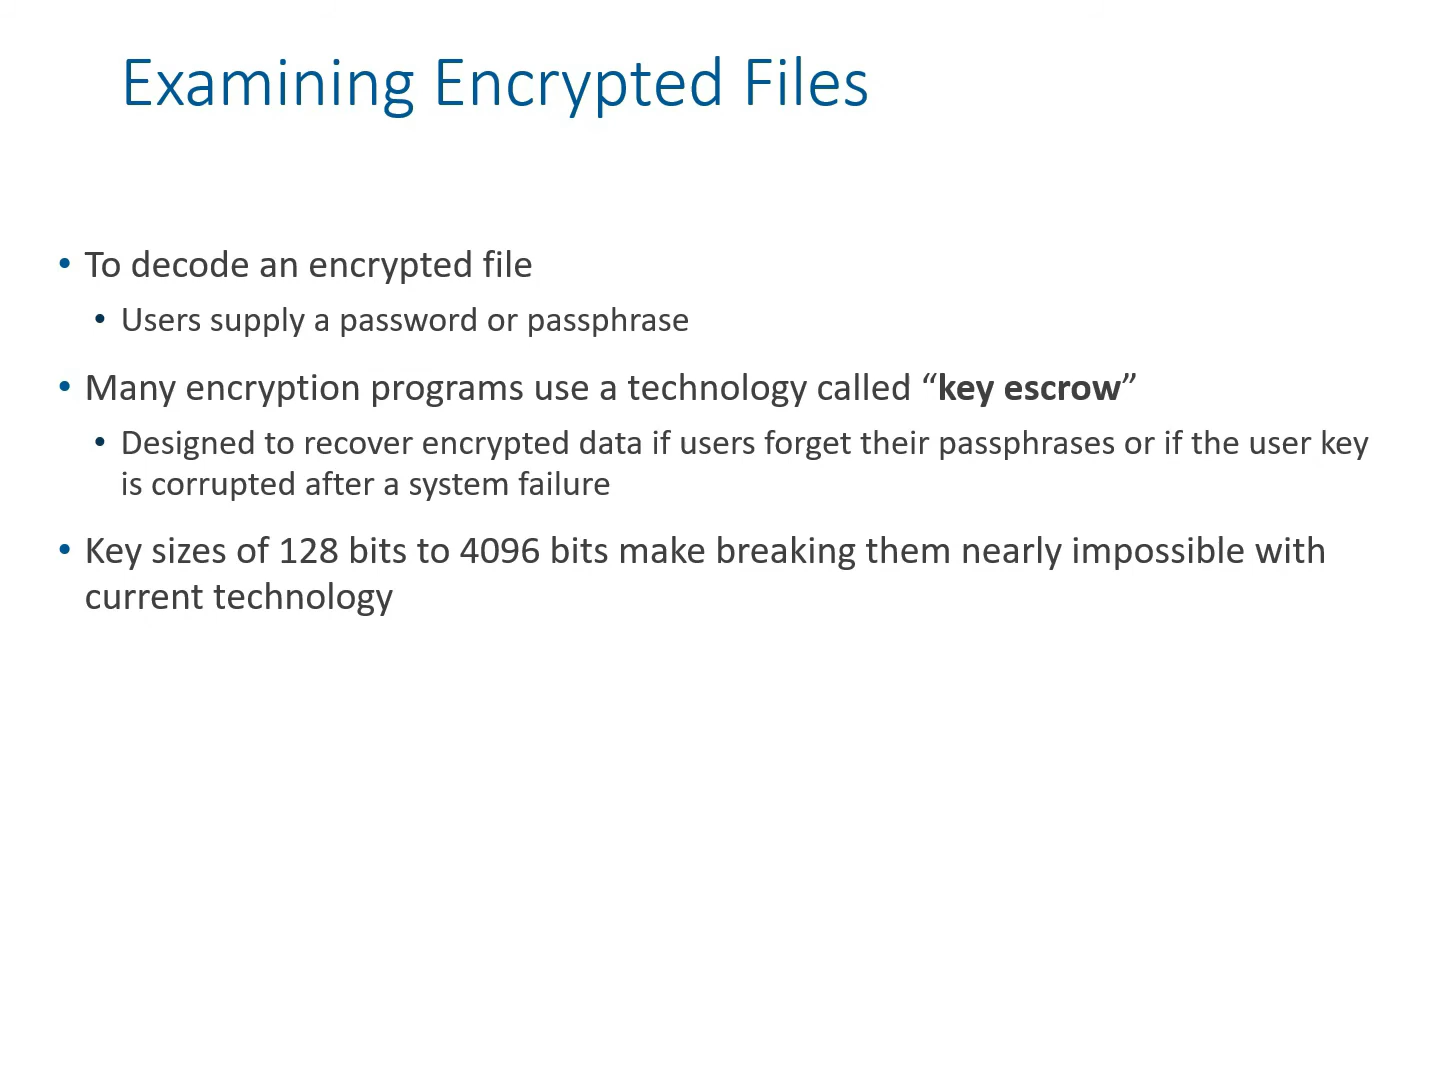 Examining Encrypted Files
• To decode an encrypted file
• Users supply a password or passphrase
• Many encryption programs use a technology called “key escrow”
• Designed to recover encrypted data if users forget their passphrases or if the user key
is corrupted after a system failure
• Key sizes of 128 bits to 4096 bits make breaking them nearly impossible with
current technology